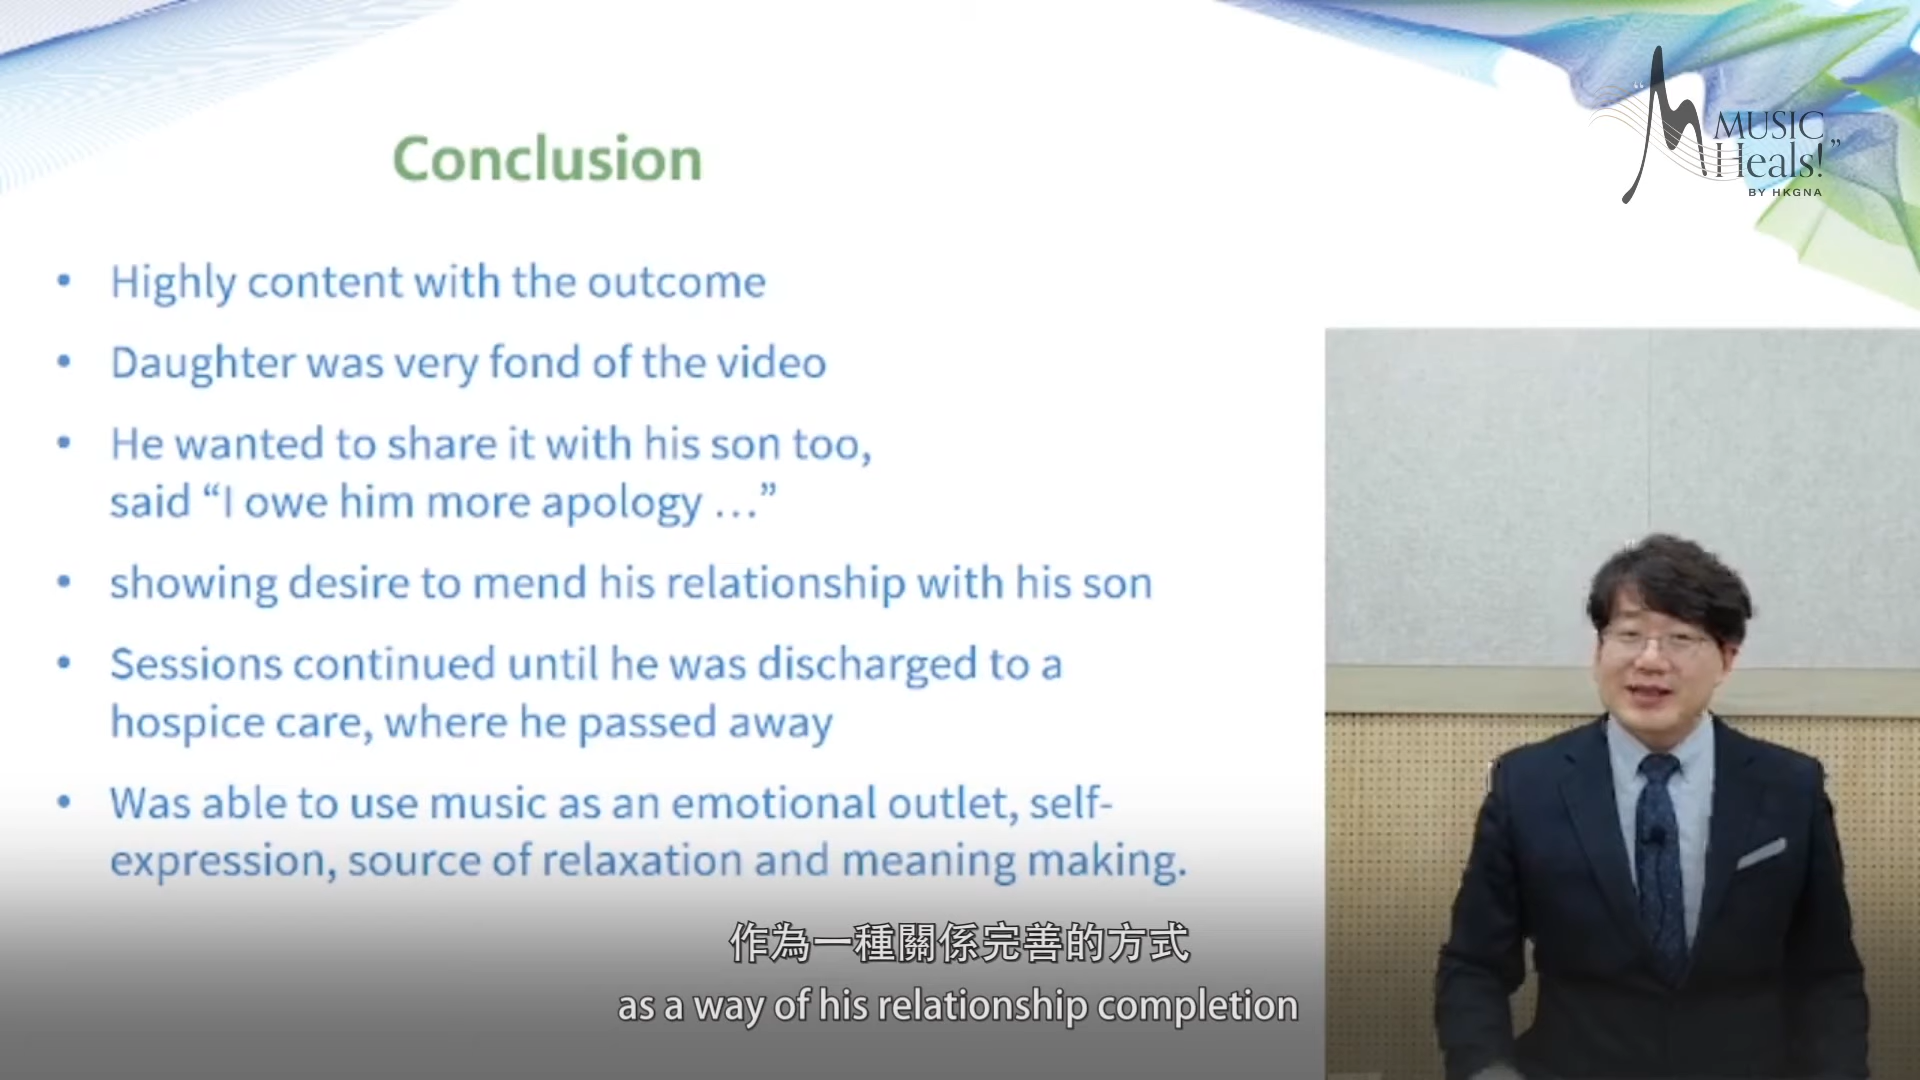 Conclusion
• Highly content with the outcome
• Daughter was very fond of the video
• He wanted to share it with his son too,
said “I owe him more apology …”
• showing desire to mend his relationship with his son
• Sessions continued until he was discharged to a
hospice care, where he passed away
• Was able to use music as an emotional outlet, self-
expression, source of relaxation and meaning making.
“MUSIC
Heals!”
BY HKGNA
作為一種關係完善的方式
as a way of his relationship completion